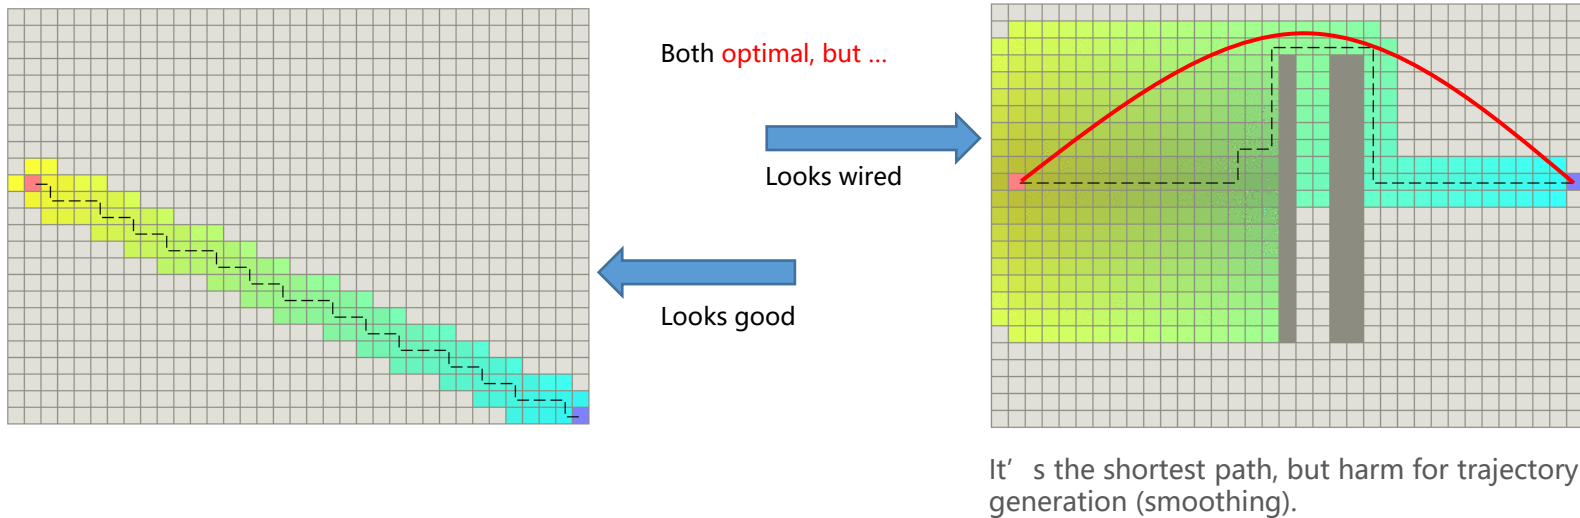 Both optimal, but ...
Looks wired
Looks good
It’ s the shortest path, but harm for trajectory
generation (smoothing).